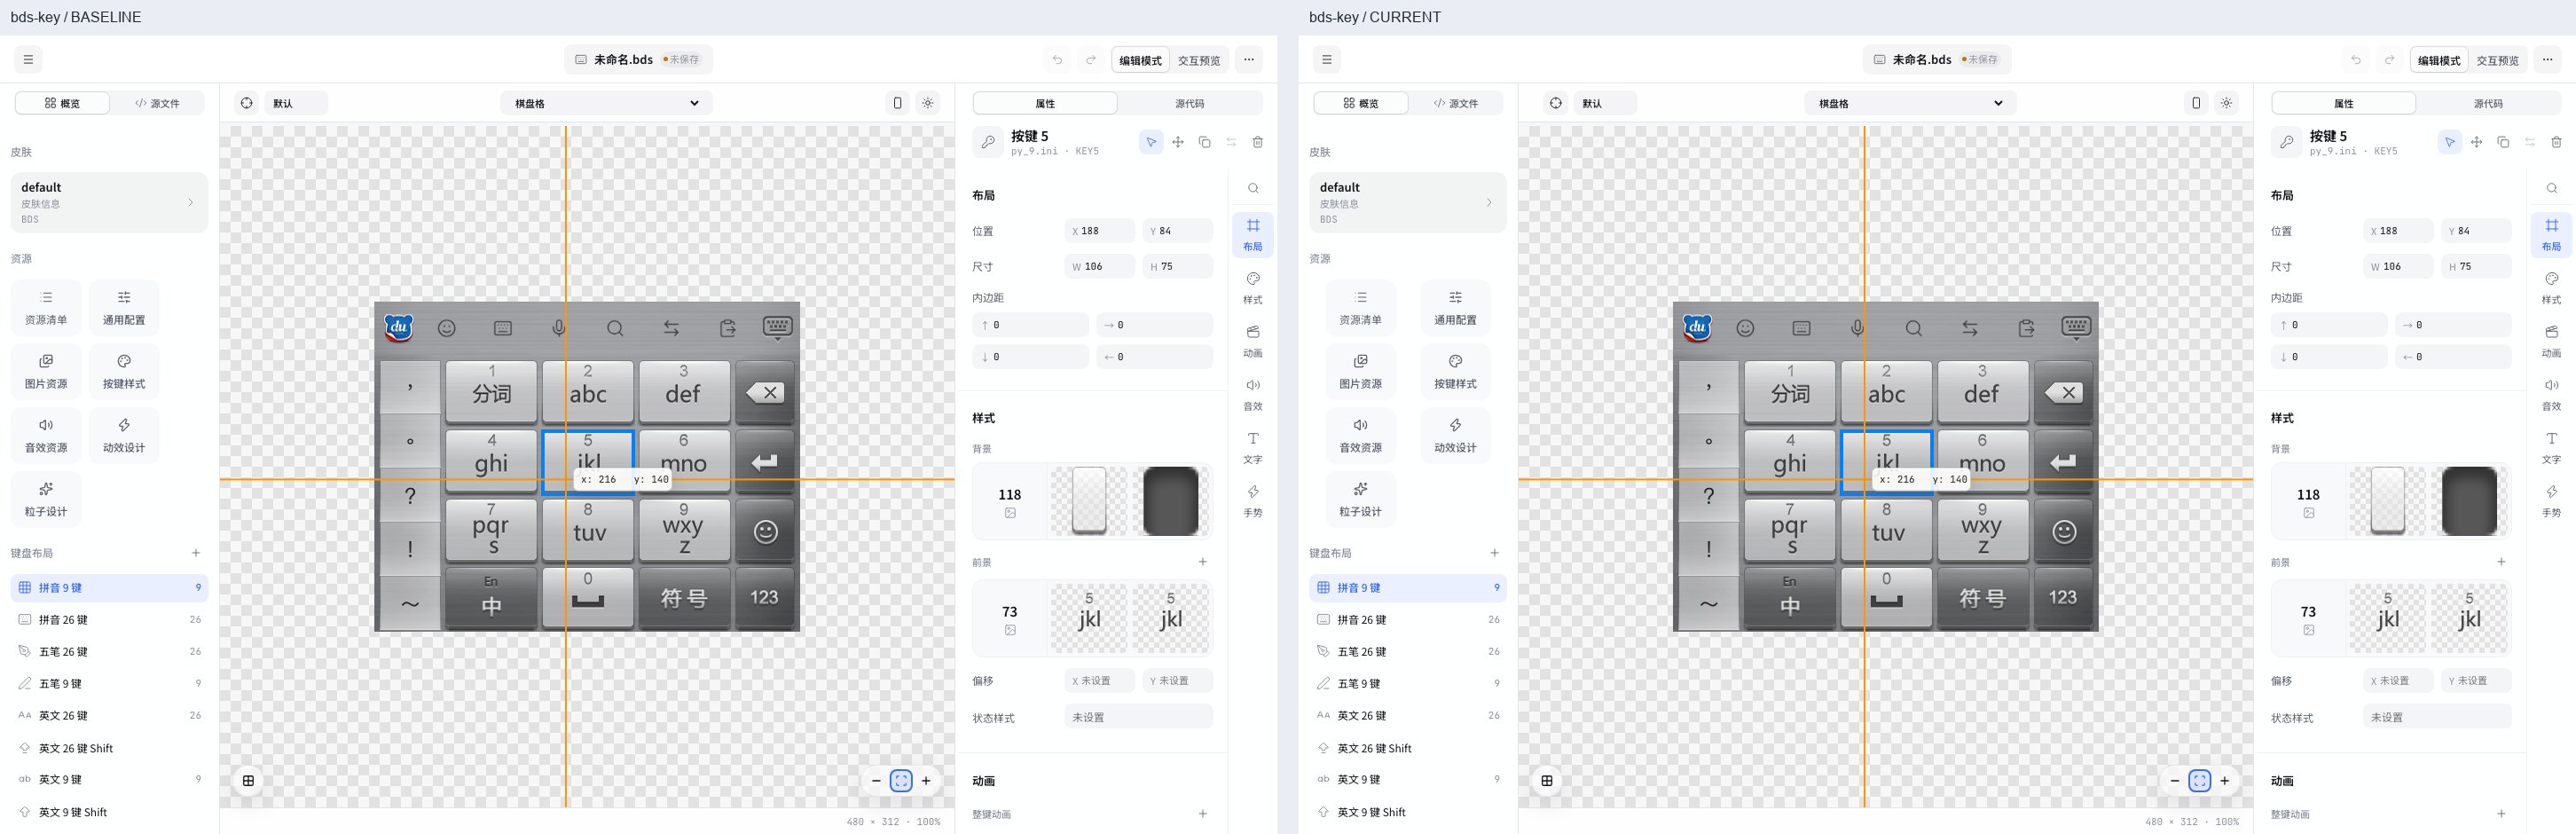 bds-key / BASELINE
未命名.bds
未保存
编辑模式
交互预览
概览
源文件
默认
棋盘格
属性
源代码
皮肤
default
皮肤信息
BDS
资源
资源清单
通用配置
图片资源
按键样式
音效资源
动效设计
粒子设计
键盘布局
拼音 9 键 9
拼音 26 键 26
五笔 26 键 26
五笔 9 键 9
英文 26 键 26
英文 26 键 Shift
英文 9 键 9
英文 9 键 Shift
du
，
1
分词
2
abc
3
def
。
4
ghi
5
jkl
6
mno
x: 216 y: 140
?
7
pqr
s
8
tuv
9
wxy
z
!
~
En
中
0
符号
123
480 × 312 · 100%
按键 5
py_9.ini · KEY5
布局
位置 X 188 Y 84
尺寸 W 106 H 75
内边距
↑ 0 → 0
↓ 0 ← 0
样式
背景
118
前景
73
5
jkl
5
jkl
偏移 X 未设置 Y 未设置
状态样式 未设置
动画
整键动画
布局
样式
动画
音效
文字
手势
bds-key / CURRENT
未命名.bds
未保存
编辑模式
交互预览
概览
源文件
默认
棋盘格
属性
源代码
皮肤
default
皮肤信息
BDS
资源
资源清单
通用配置
图片资源
按键样式
音效资源
动效设计
粒子设计
键盘布局
拼音 9 键 9
拼音 26 键 26
五笔 26 键 26
五笔 9 键 9
英文 26 键 26
英文 26 键 Shift
英文 9 键 9
英文 9 键 Shift
du
，
1
分词
2
abc
3
def
。
4
ghi
5
jkl
6
mno
x: 216 y: 140
?
7
pqr
s
8
tuv
9
wxy
z
!
~
En
中
0
符号
123
480 × 312 · 100%
按键 5
py_9.ini · KEY5
布局
位置 X 188 Y 84
尺寸 W 106 H 75
内边距
↑ 0 → 0
↓ 0 ← 0
样式
背景
118
前景
73
5
jkl
5
jkl
偏移 X 未设置 Y 未设置
状态样式 未设置
动画
整键动画
布局
样式
动画
音效
文字
手势